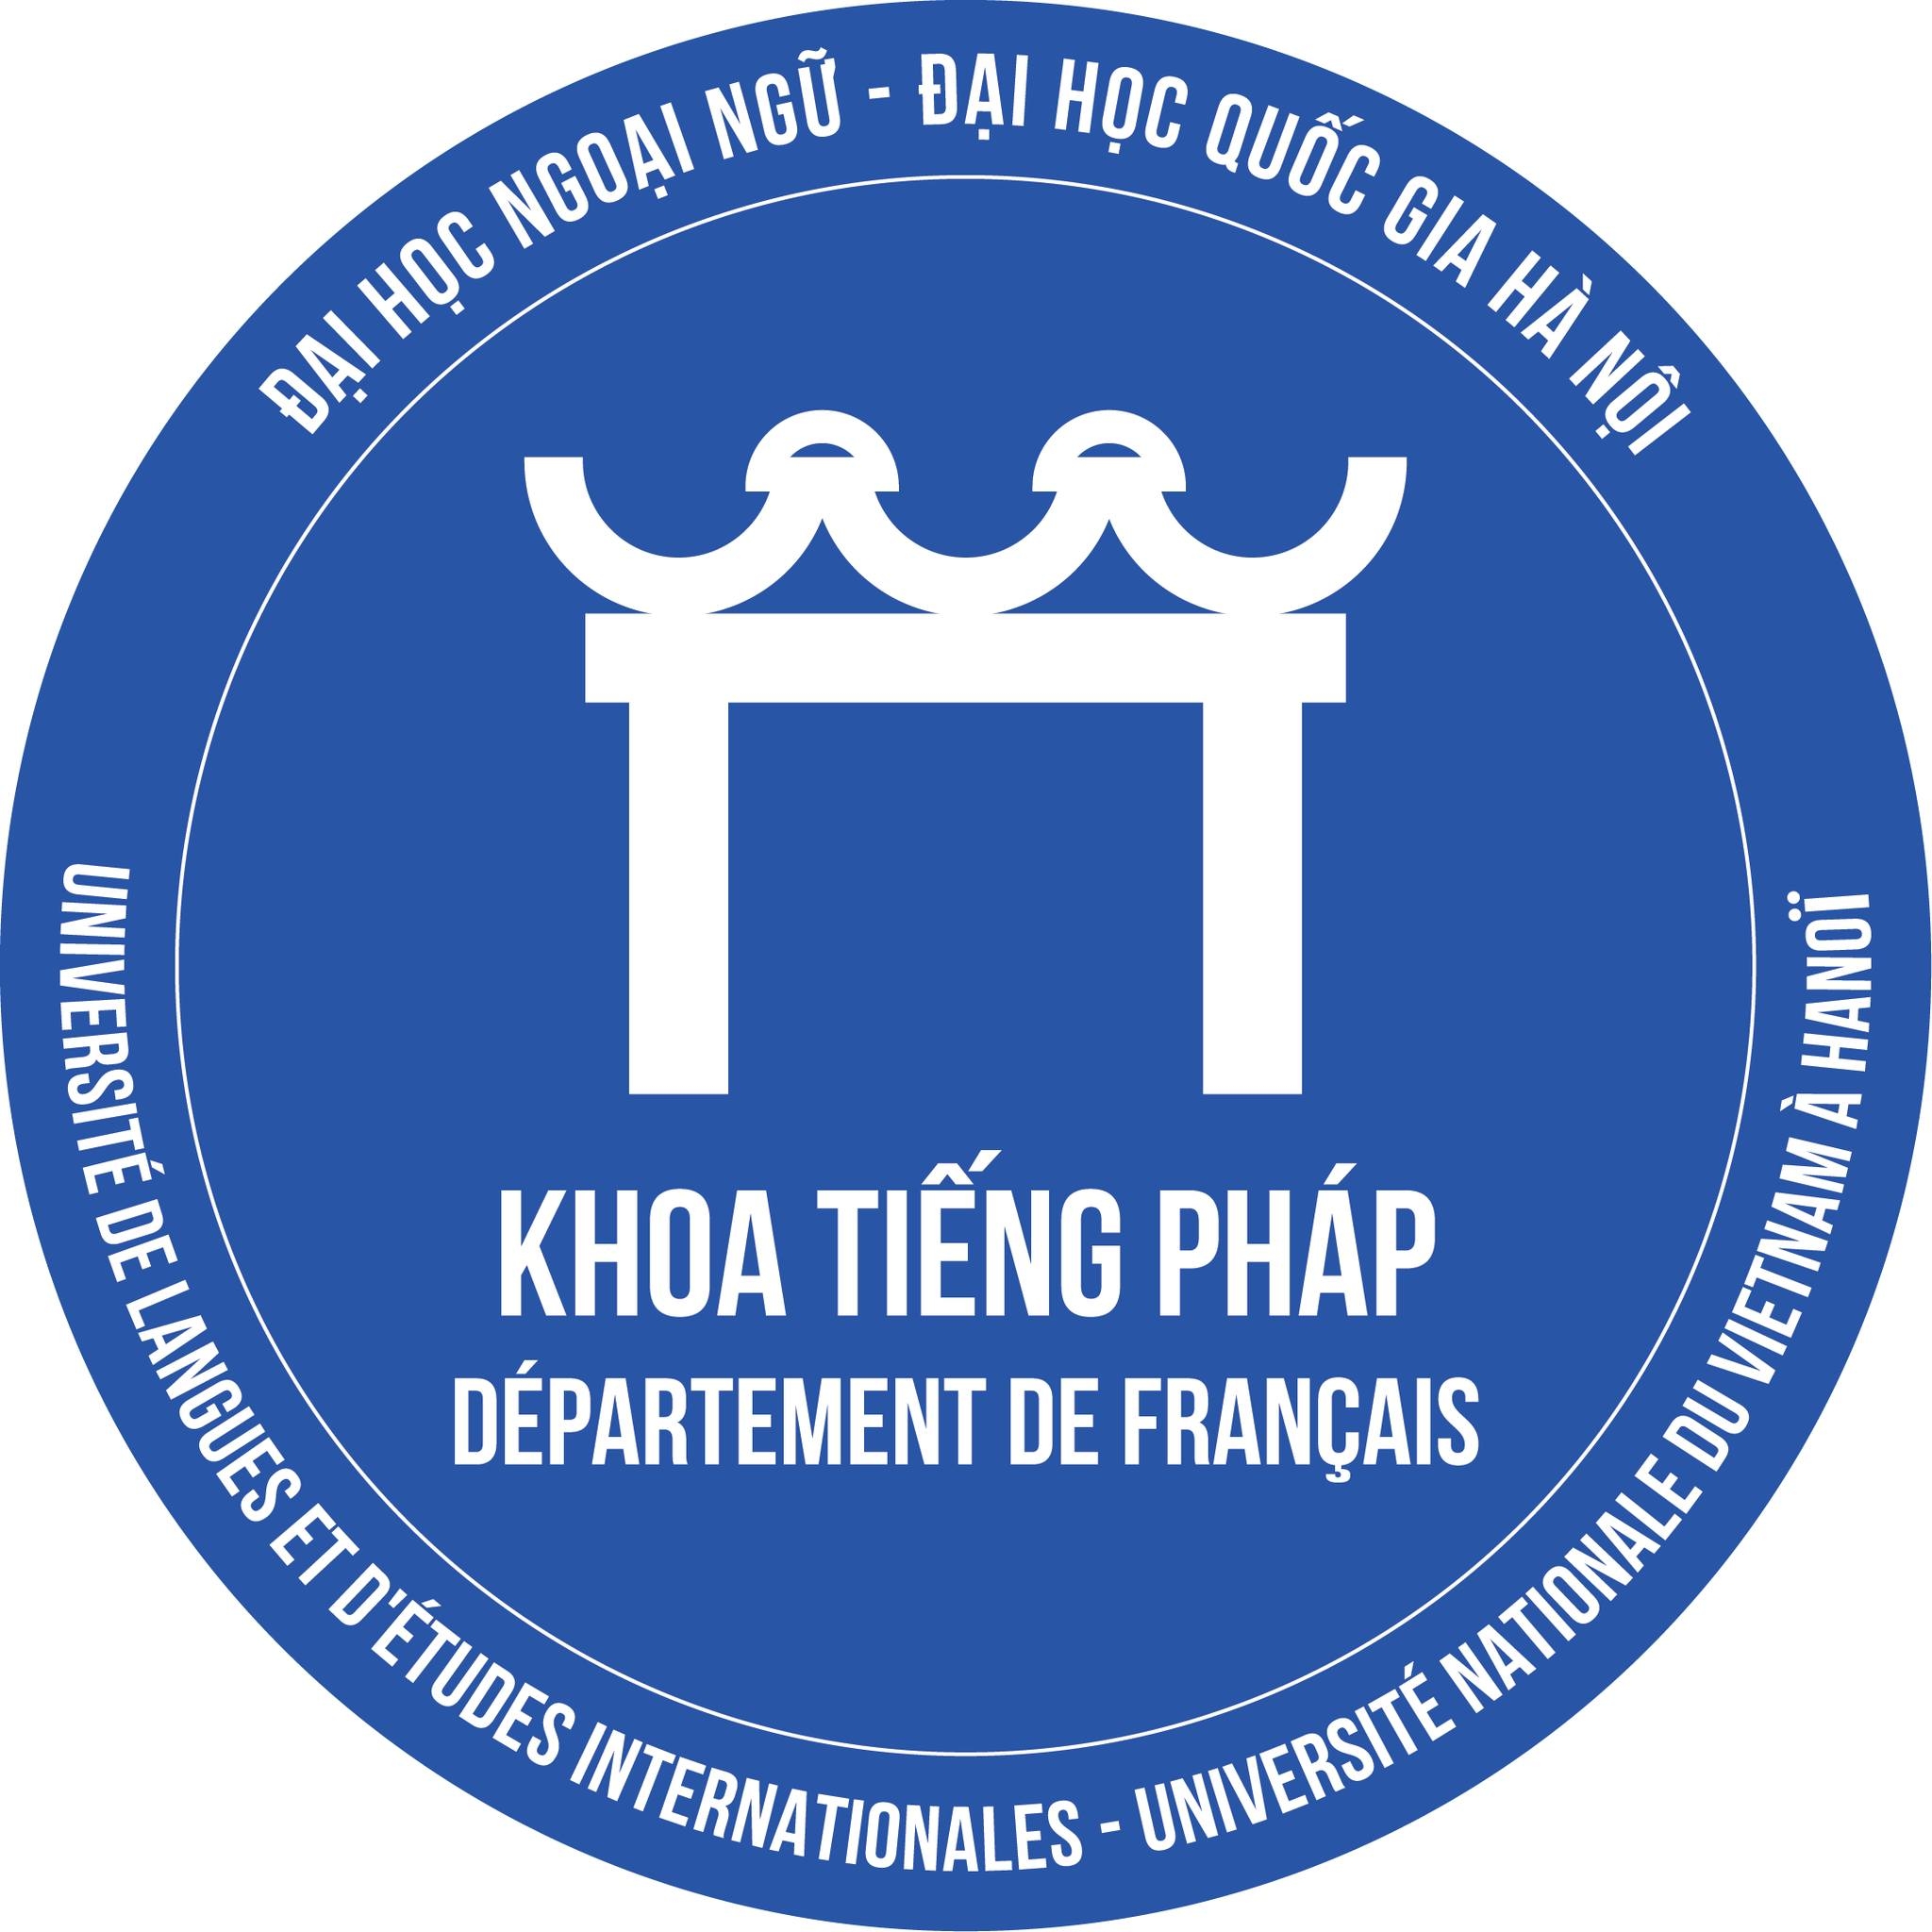 ĐẠI HỌC NGOẠI NGỮ - ĐẠI HỌC QUỐC GIA HÀ NỘI
KHOA TIẾNG PHÁP
DÉPARTEMENT DE FRANÇAIS
UNIVERSITÉ DE LANGUES ET D'ÉTUDES INTERNATIONALES - UNIVERSITÉ NATIONALE DU VIETNAM À HANOÏ